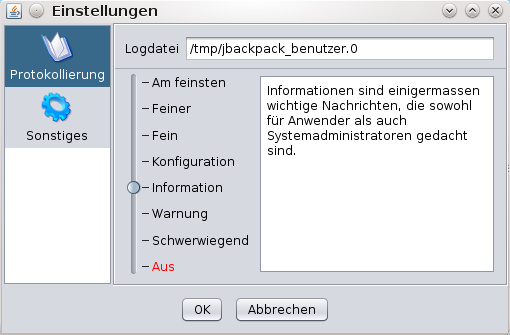 Einstellungen
Protokollierung
Sonstiges
Logdatei /tmp/jbackpack_benutzer.0
Am feinsten
Feiner
Fein
Konfiguration
Information
Warnung
Schwerwiegend
Aus
Informationen sind einigermassen
wichtige Nachrichten, die sowohl
für Anwender als auch
Systemadministratoren gedacht
sind.
OK Abbrechen